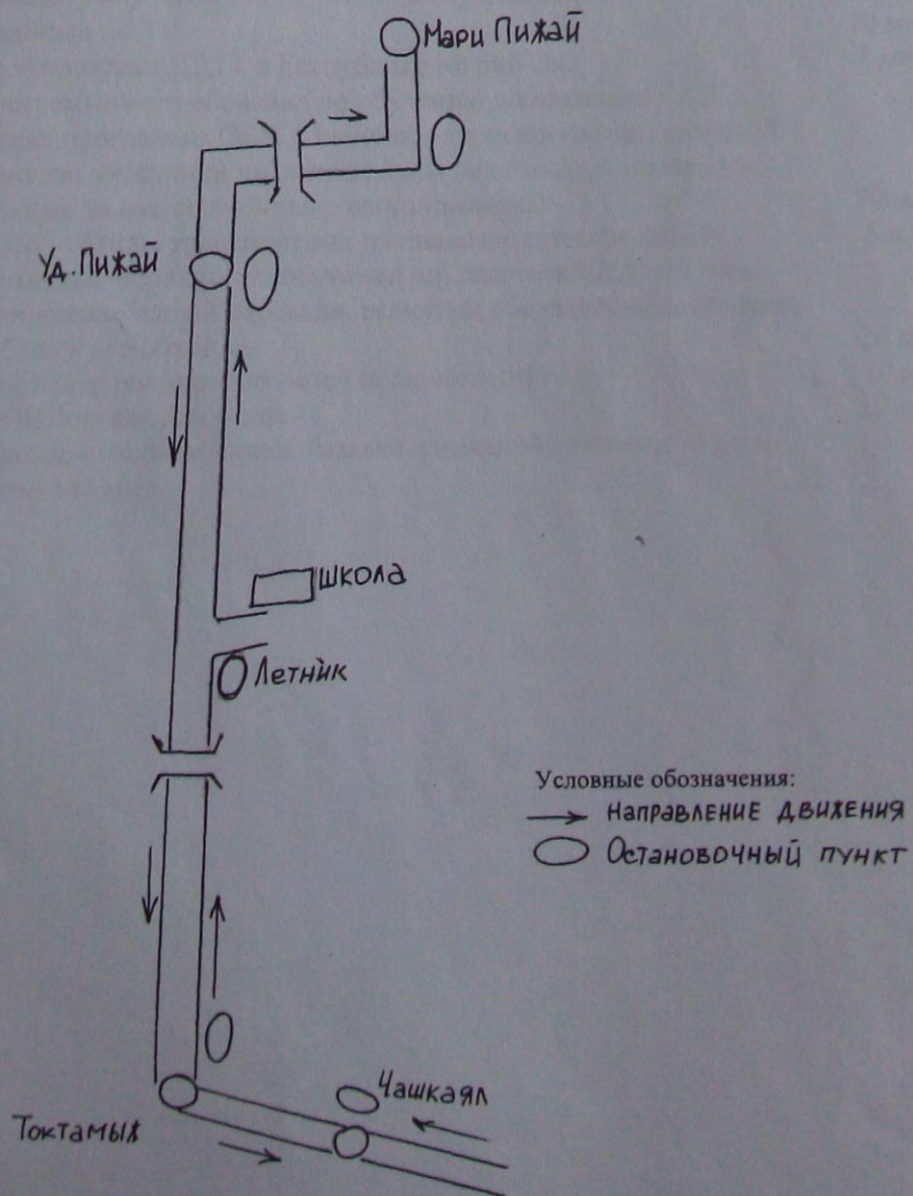 Мари Пижай
Уд. Пижай
школа
Летник
Условные обозначения:
Направление движения
Остановочный пункт
Чашкаял
Токтамыж